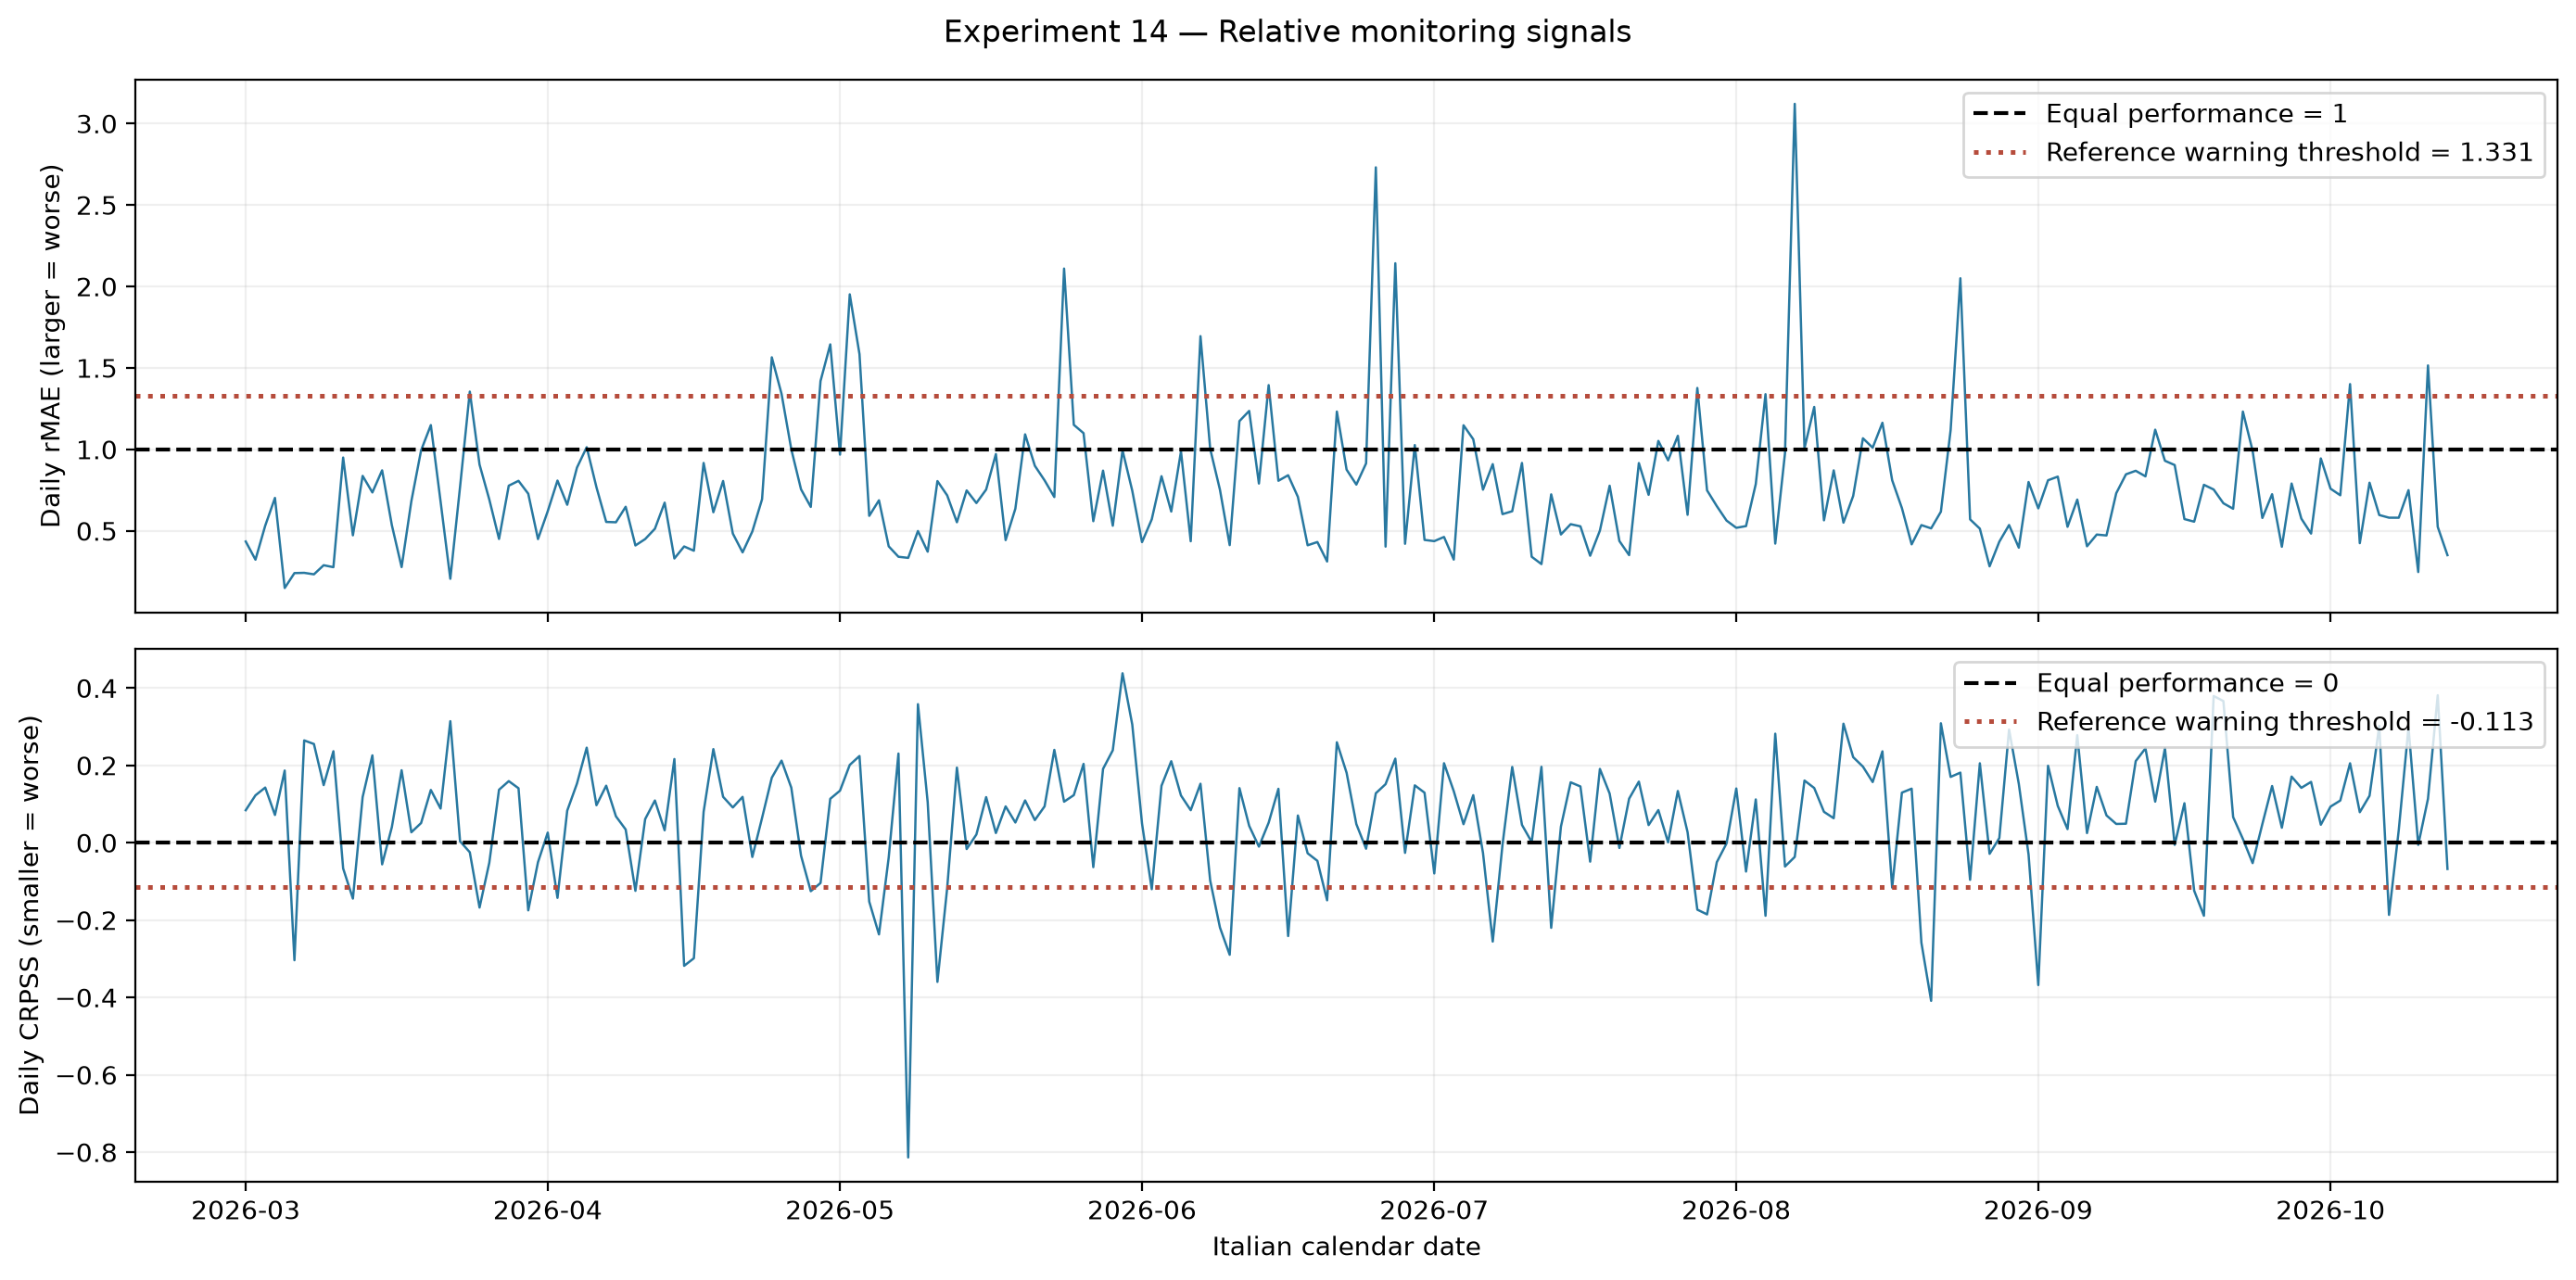 Experiment 14 — Relative monitoring signals
Daily rMAE (larger = worse)
3.0
2.5
2.0
1.5
1.0
0.5
Equal performance = 1
Reference warning threshold = 1.331
Daily CRPSS (smaller = worse)
0.4
0.2
0.0
−0.2
−0.4
−0.6
−0.8
Equal performance = 0
Reference warning threshold = -0.113
2026-03
2026-04
2026-05
2026-06
2026-07
2026-08
2026-09
2026-10
Italian calendar date